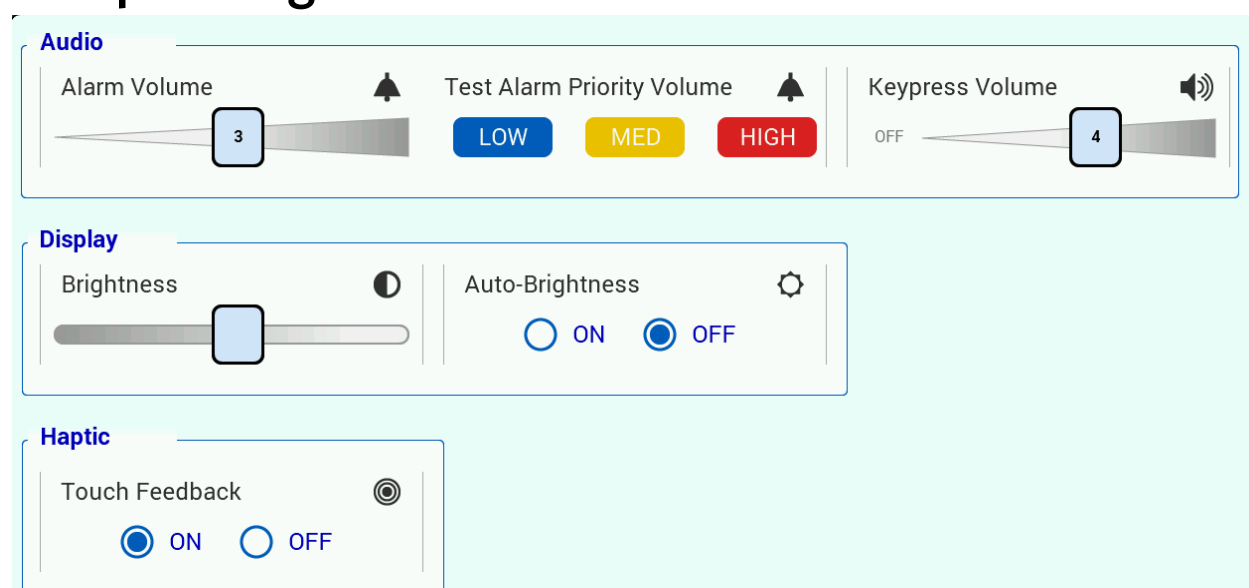 Audio
Alarm Volume
Test Alarm Priority Volume
Keypress Volume
3
LOW
MED
HIGH
OFF
4
Display
Brightness
Auto-Brightness
ON
OFF
Haptic
Touch Feedback
ON
OFF